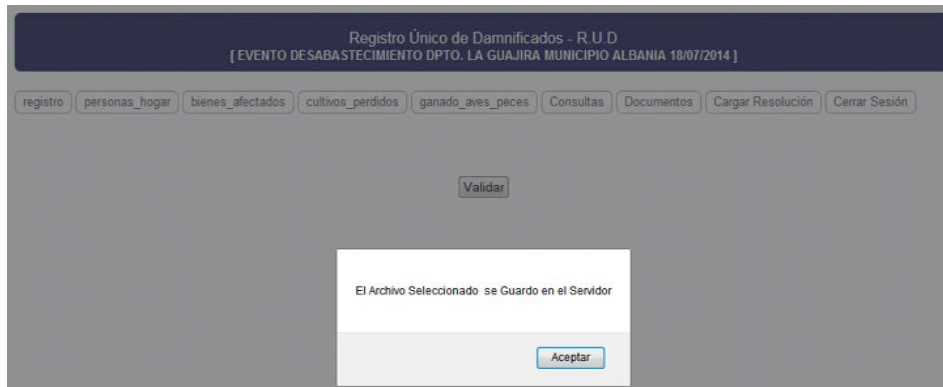 Registro Único de Damnificados - R.U.D
[ EVENTO DESABASTECIMIENTO DPTO. LA GUAJIRA MUNICIPIO ALBANIA 18/07/2014 ]
registro personas_hogar bienes_afectados cultivos_perdidos ganado_aves_peces Consultas Documentos Cargar Resolución Cerrar Sesión
Validar
El Archivo Seleccionado se Guardo en el Servidor
Aceptar